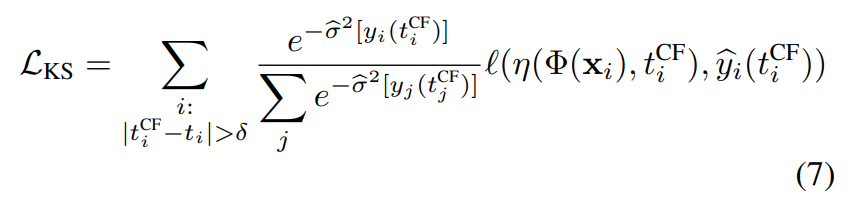 $$\mathcal{L}_{\text{KS}} = \sum_{\substack{i: \\ |t_i^{\text{CF}} - t_i| > \delta}} \frac{e^{-\widehat{\sigma}^2[y_i(t_i^{\text{CF}})]}}{\sum_j e^{-\widehat{\sigma}^2[y_j(t_j^{\text{CF}})]}} \ell(\eta(\Phi(\mathbf{x}_i), t_i^{\text{CF}}), \widehat{y}_i(t_i^{\text{CF}}))$$
(7)